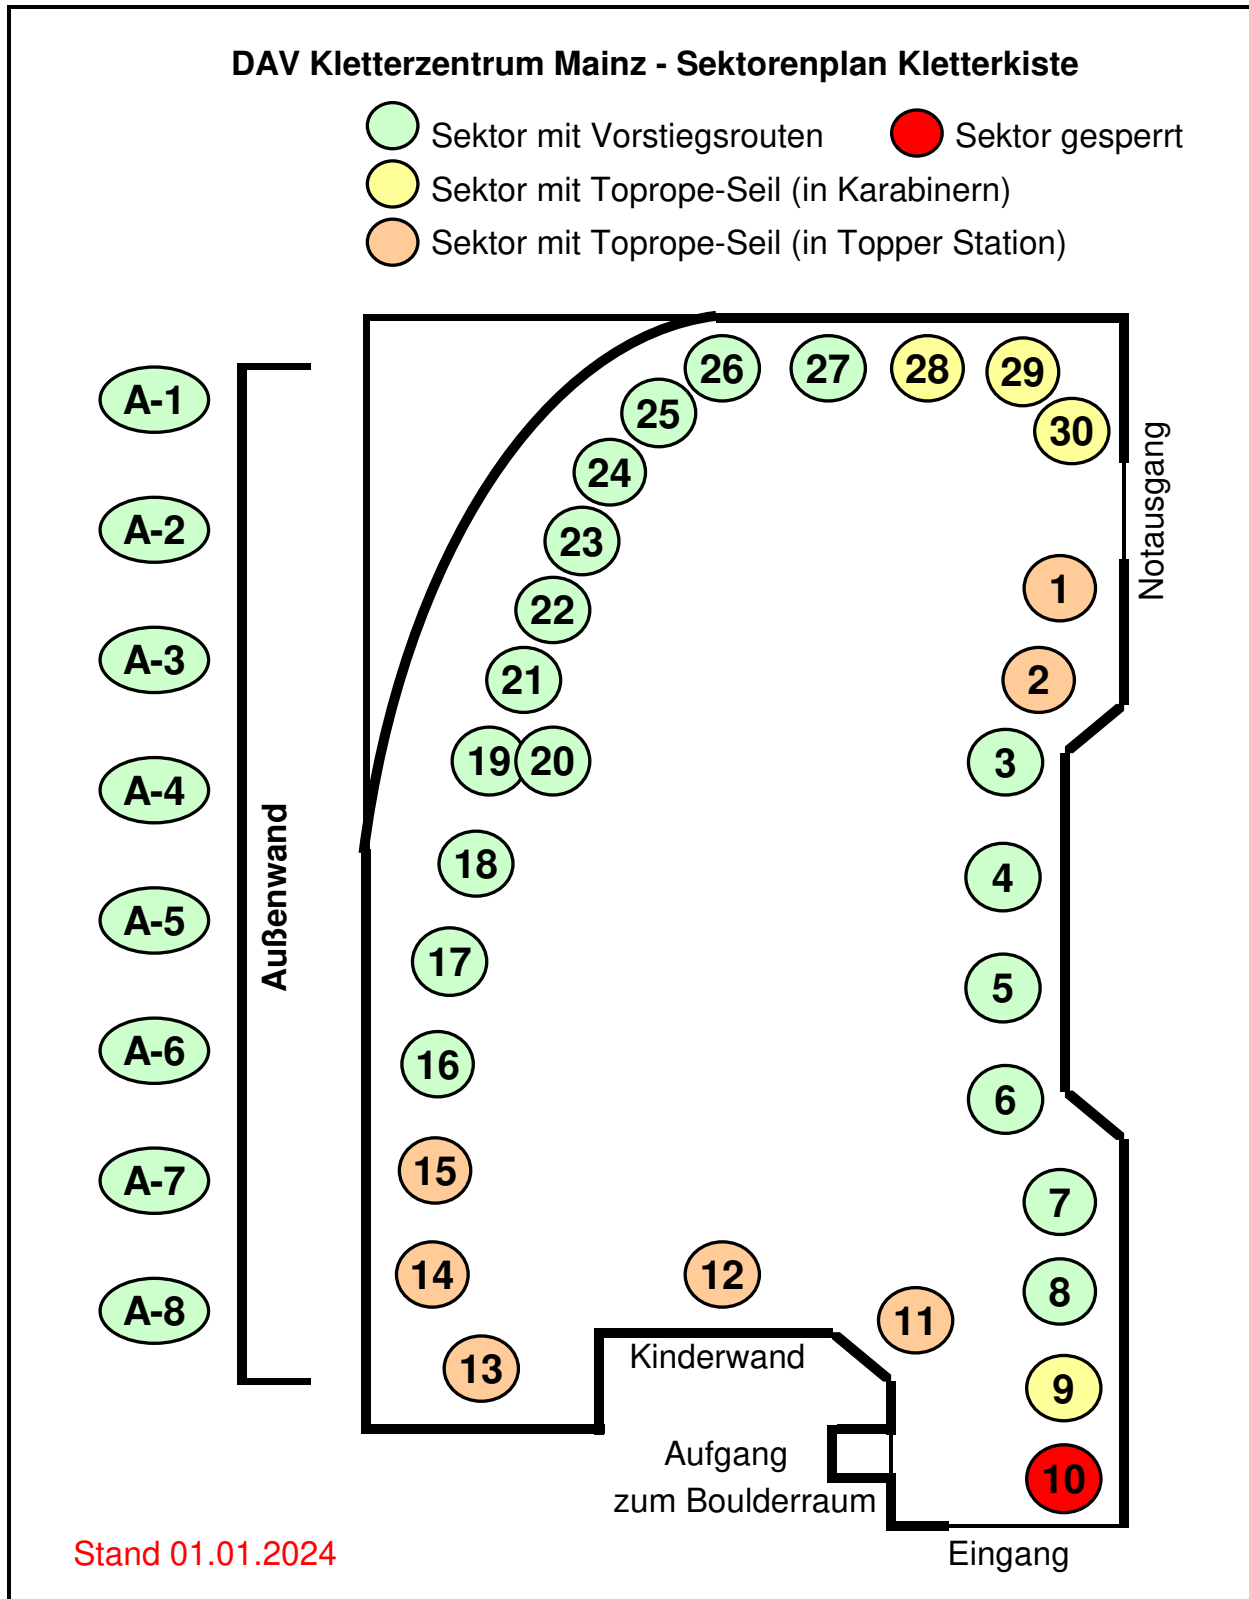 DAV Kletterzentrum Mainz - Sektorenplan Kletterkiste
Sektor mit Vorstiegsrouten
Sektor gesperrt
Sektor mit Toprope-Seil (in Karabinern)
Sektor mit Toprope-Seil (in Topper Station)
A-1
A-2
A-3
A-4
A-5
A-6
A-7
A-8
Außenwand
26
27
28
29
30
25
24
23
22
21
19
20
18
17
16
15
14
13
12
11
Notausgang
1
2
3
4
5
6
7
8
9
10
Kinderwand
Aufgang
zum Boulderraum
Eingang
Stand 01.01.2024